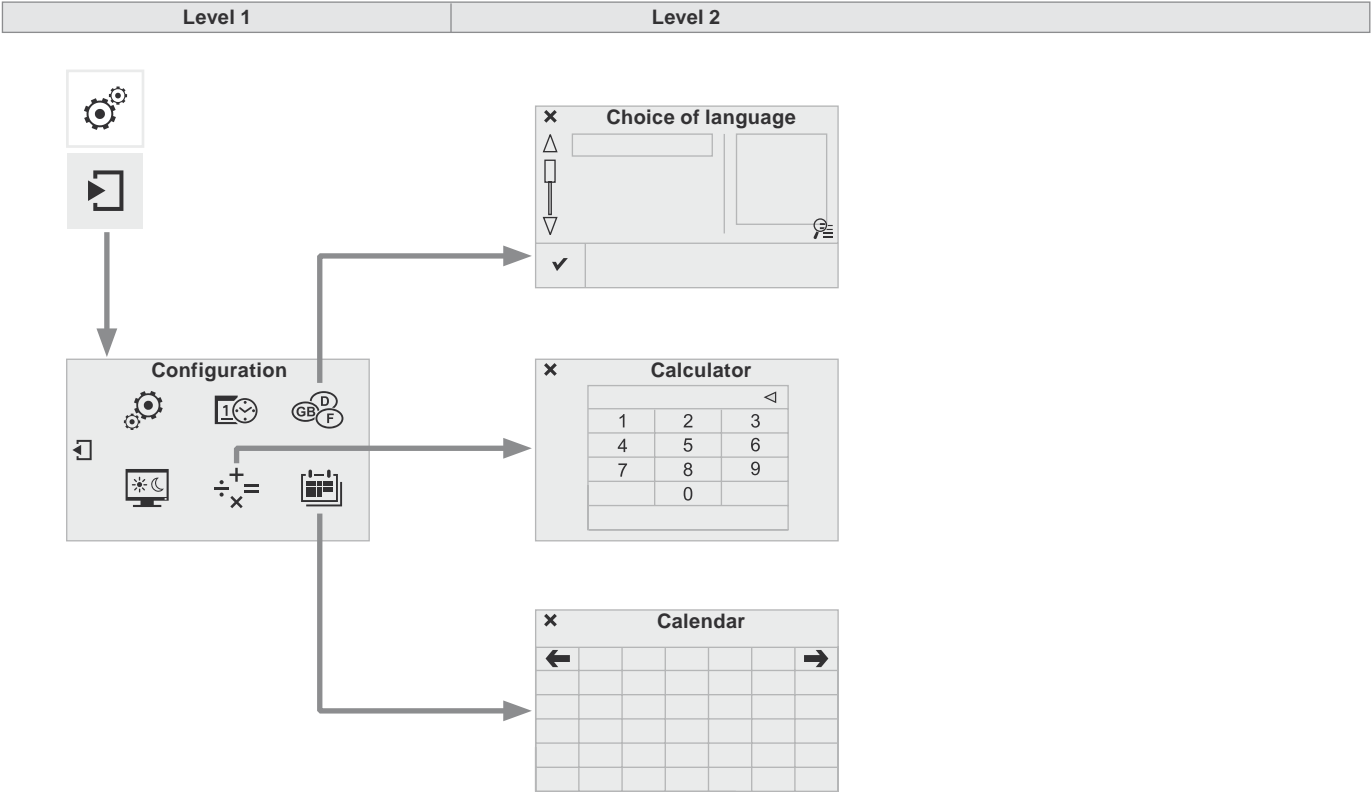 Level 1 Level 2
Choice of language
Configuration
1
GB D F
÷ + × =
Calculator
1 2 3
4 5 6
7 8 9
0
Calendar